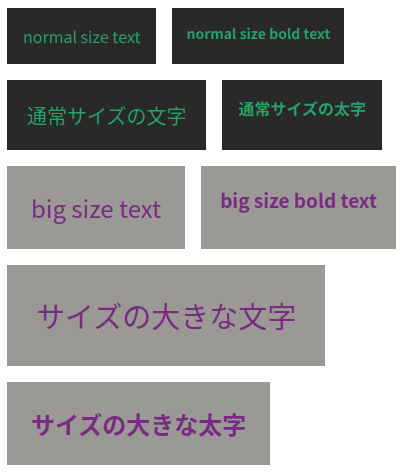 normal size text
normal size bold text
通常サイズの文字
通常サイズの太字
big size text
big size bold text
サイズの大きな文字
サイズの大きな太字